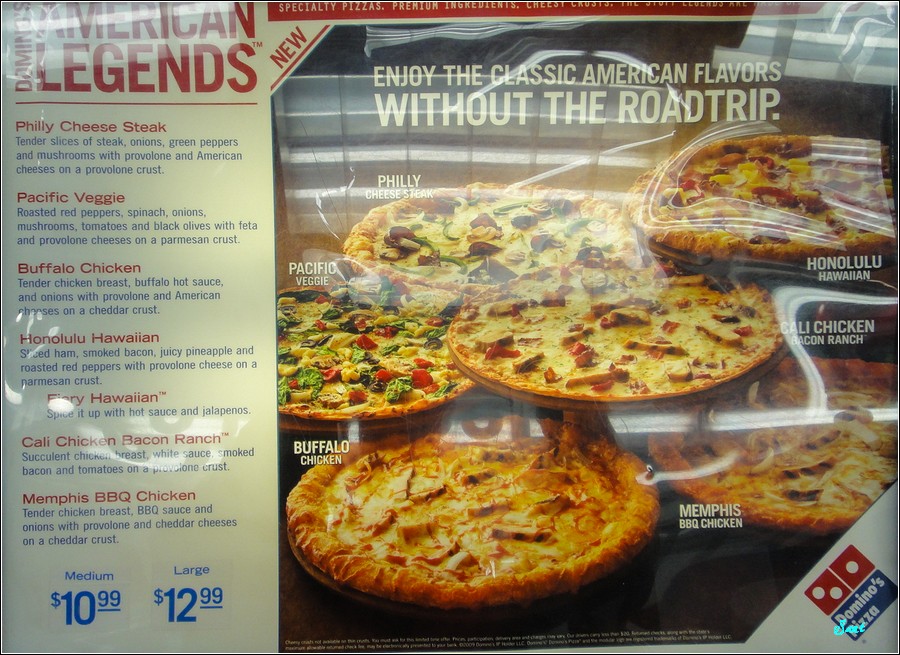 SPECIALTY PIZZAS. PREMIUM INGREDIENTS. CHEESY CRUSTS. THE STUFF LEGENDS ARE
AMERICAN
LEGENDS™
NEW
Philly Cheese Steak
Tender slices of steak, onions, green peppers
and mushrooms with provolone and American
cheeses on a provolone crust.
Pacific Veggie
Roasted red peppers, spinach, onions,
mushrooms, tomatoes and black olives with feta
and provolone cheeses on a parmesan crust.
Buffalo Chicken
Tender chicken breast, buffalo hot sauce,
and onions with provolone and American
cheeses on a cheddar crust.
Honolulu Hawaiian
Sliced ham, smoked bacon, juicy pineapple and
roasted red peppers with provolone cheese on a
parmesan crust.
Fiery Hawaiian™
Spice it up with hot sauce and jalapenos.
Cali Chicken Bacon Ranch™
Succulent chicken breast, white sauce, smoked
bacon and tomatoes on a provolone crust.
Memphis BBQ Chicken
Tender chicken breast, BBQ sauce and
onions with provolone and cheddar cheeses
on a cheddar crust.
Medium
$10.99
Large
$12.99
ENJOY THE CLASSIC AMERICAN FLAVORS
WITHOUT THE ROADTRIP.
PHILLY
CHEESE STEAK
HONOLULU
HAWAIIAN
PACIFIC
VEGGIE
CALI CHICKEN
BACON RANCH
BUFFALO
CHICKEN
MEMPHIS
BBQ CHICKEN
Domino's
Pizza